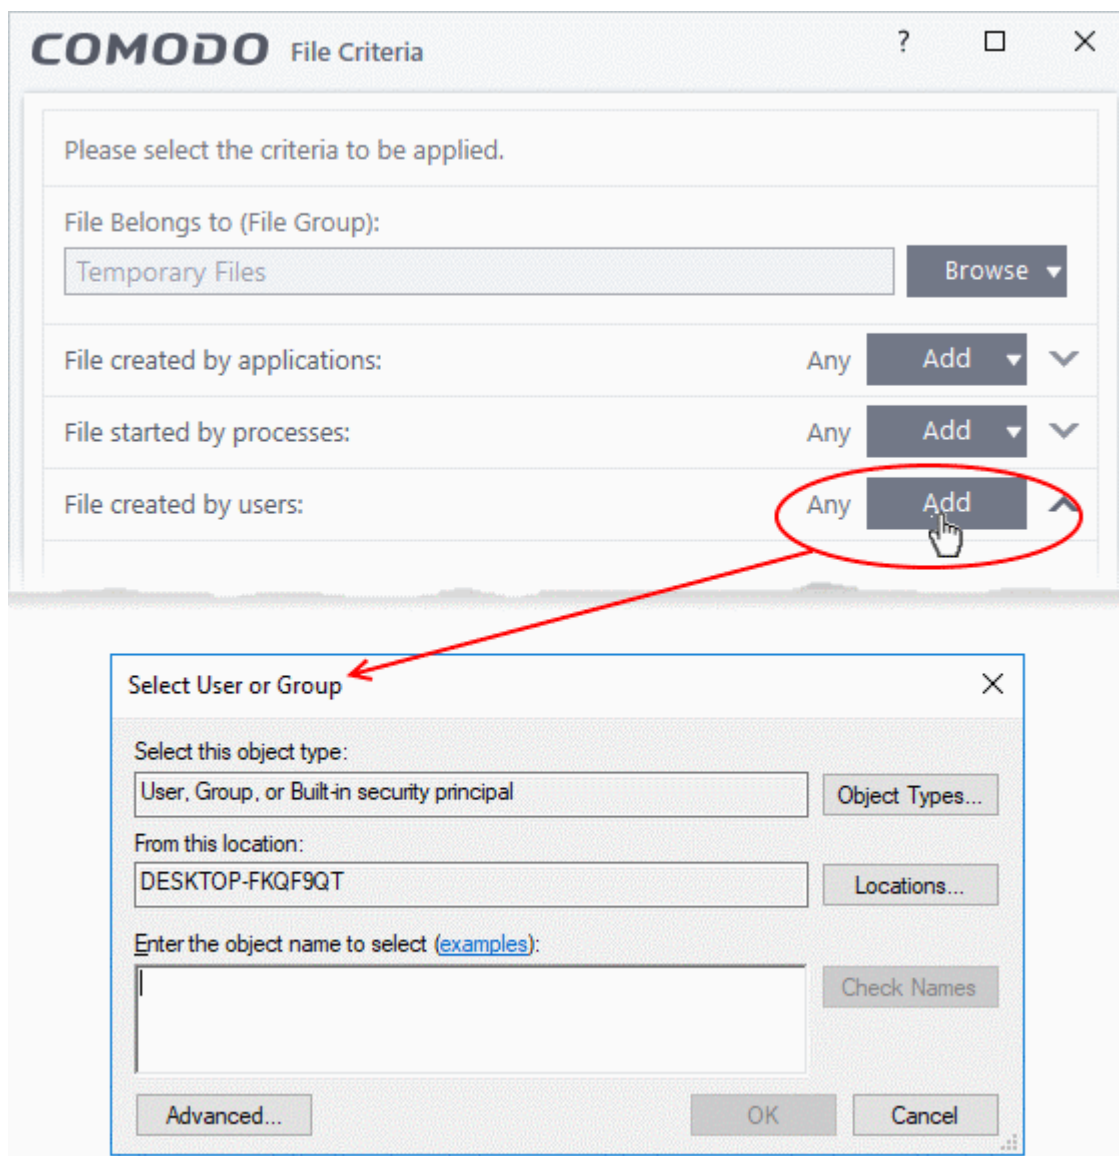 COMODO File Criteria ?
Please select the criteria to be applied.
File Belongs to (File Group):
Temporary Files Browse
File created by applications: Any Add
File started by processes: Any Add
File created by users: Any Add
Select User or Group
Select this object type:
User, Group, or Built-in security principal Object Types...
From this location:
DESKTOP-FKQF9QT Locations...
Enter the object name to select (examples):
Check Names
Advanced... OK Cancel